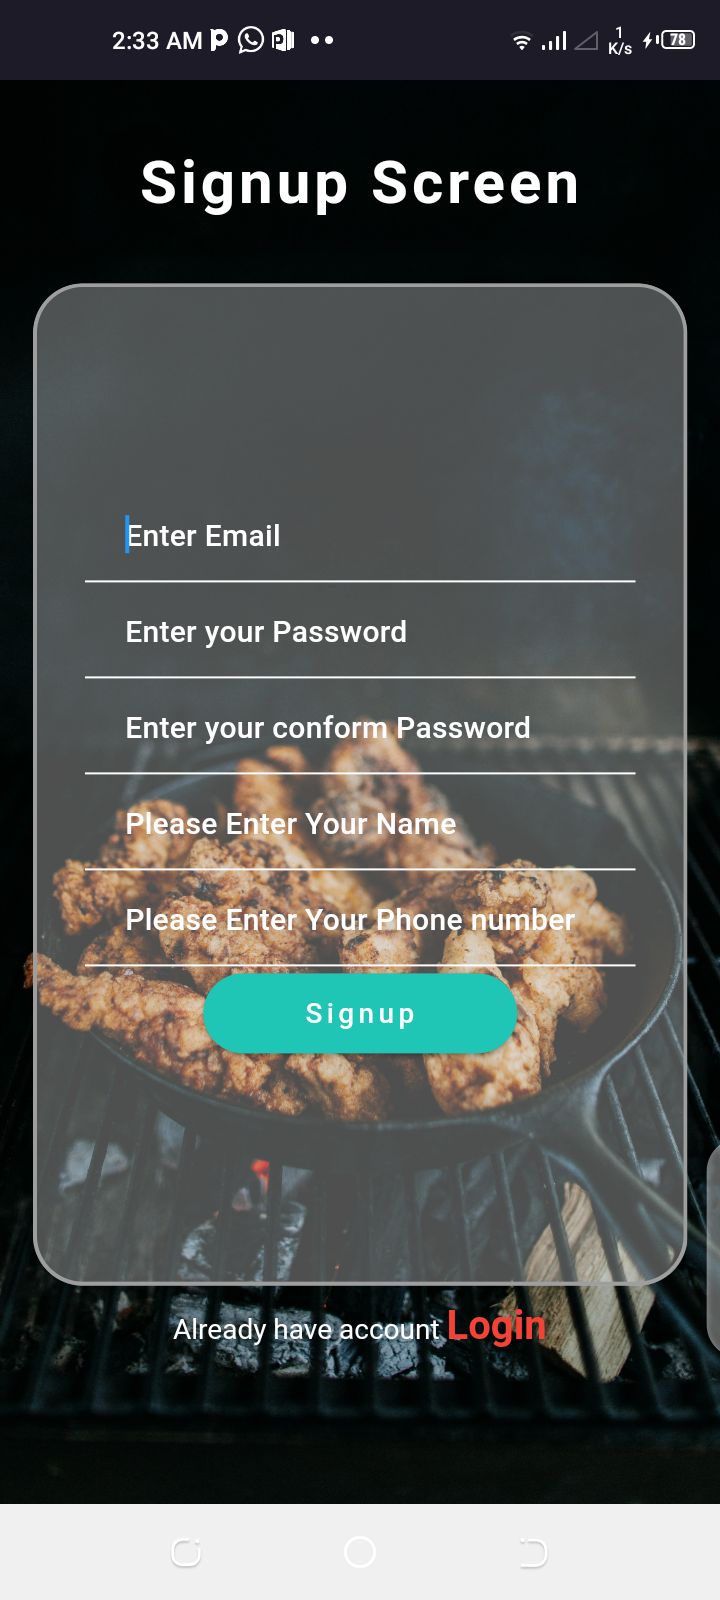 2:33 AM
1
K/s
78
Signup Screen
Enter Email
Enter your Password
Enter your conform Password
Please Enter Your Name
Please Enter Your Phone number
Signup
Already have account Login